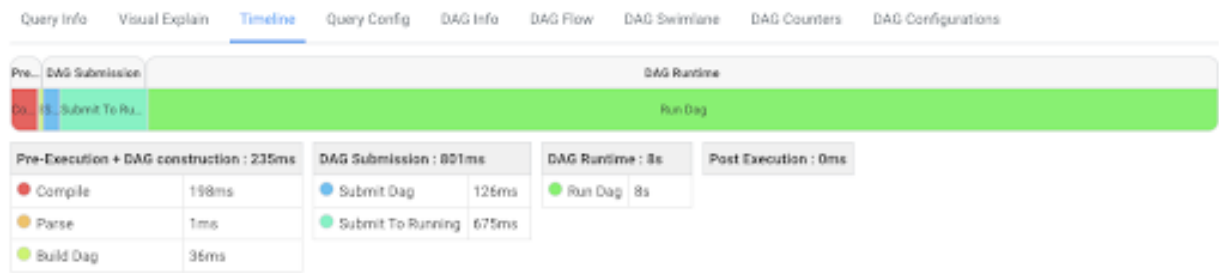 Query Info Visual Explain Timeline Query Config DAG Info DAG Flow DAG Swimlane DAG Counters DAG Configurations
Pre... DAG Submission DAG Runtime
Co... S... Submit To Ru... Run Dag
Pre-Execution + DAG construction : 235ms DAG Submission : 801ms DAG Runtime : 8s Post Execution : 0ms
Compile 198ms Submit Dag 126ms Run Dag 8s
Parse 1ms Submit To Running 675ms
Build Dag 36ms